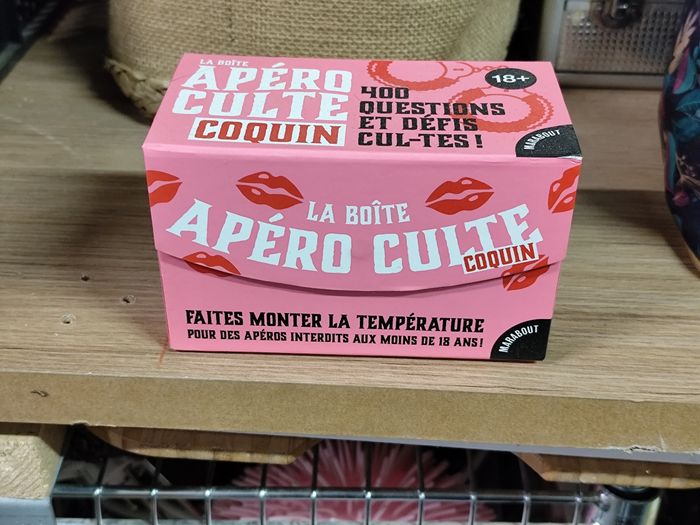 LA BOÎTE
APÉRO
CULTE
COQUIN
400
QUESTIONS
ET DÉFIS
CUL-TES !
18+
MARABOUT
LA BOÎTE
APÉRO CULTE
COQUIN
FAITES MONTER LA TEMPÉRATURE
POUR DES APÉROS INTERDITS AUX MOINS DE 18 ANS !
MARABOUT